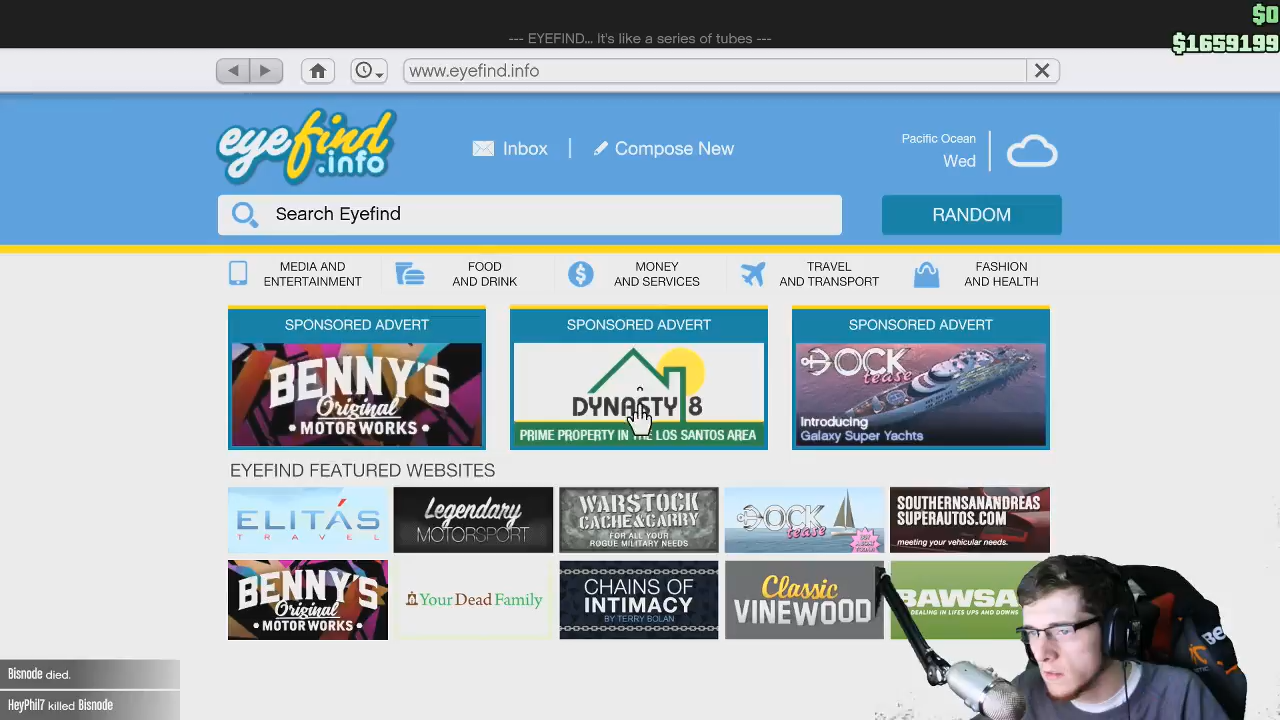 $0
--- EYEFIND... It's like a series of tubes ---
$1659199
www.eyefind.info
eyefind
.info
Inbox
Compose New
Pacific Ocean
Wed
Search Eyefind
RANDOM
MEDIA AND
ENTERTAINMENT
FOOD
AND DRINK
MONEY
AND SERVICES
TRAVEL
AND TRANSPORT
FASHION
AND HEALTH
SPONSORED ADVERT
BENNY'S
Original
MOTOR WORKS
SPONSORED ADVERT
DYNASTY 8
PRIME PROPERTY IN THE LOS SANTOS AREA
SPONSORED ADVERT
DOCK
tease
Introducing
Galaxy Super Yachts
EYEFIND FEATURED WEBSITES
ELITÁS
TRAVEL
Legendary
MOTORSPORT
WARSTOCK
CACHE & CARRY
FOR ALL YOUR
ROGUE MILITARY NEEDS
DOCK
tease
SOUTHERNSANANDREAS
SUPERAUTOS.COM
meeting your vehicular needs.
BENNY'S
Original
MOTOR WORKS
Your Dead Family
CHAINS OF
INTIMACY
BY TERRY BOLAN
Classic
VINEWOOD
BAWSA
DEALING IN LIFES UPS AND DOWNS
Bisnode died.
HeyPhil7 killed Bisnode